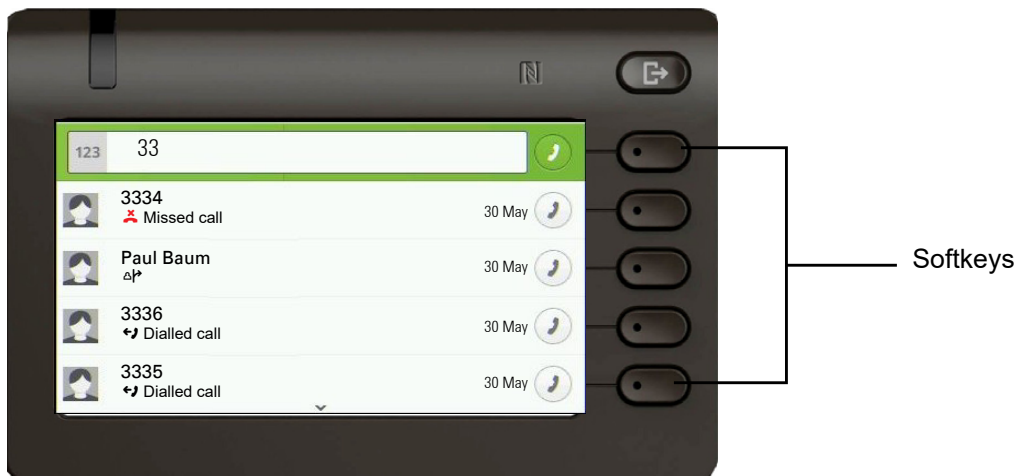 123 33
3334
Missed call 30 May
Paul Baum
30 May
3336
Dialled call 30 May
3335
Dialled call 30 May
Softkeys